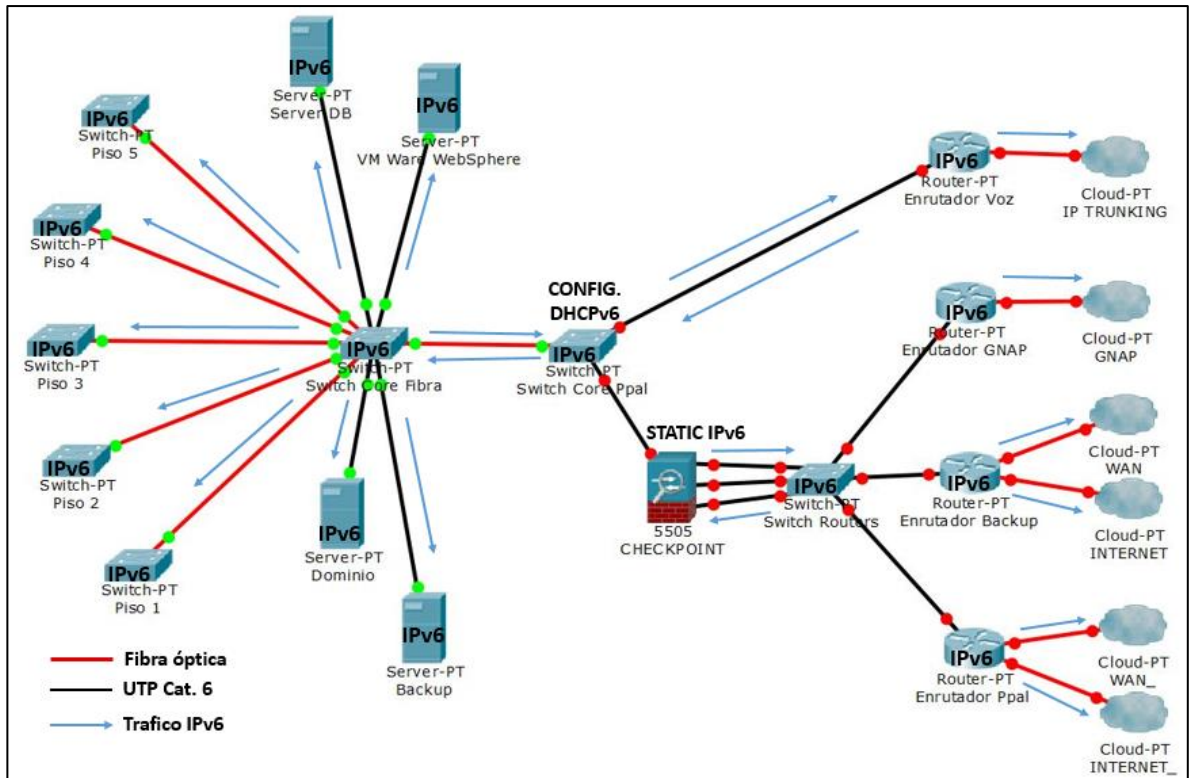 IPv6
Server-PT
Server DB
IPv6
Server-PT
VM Ware WebSphere
IPv6
Switch-PT
Piso 5
IPv6
Switch-PT
Piso 4
IPv6
Switch-PT
Piso 3
IPv6
Switch-PT
Piso 2
IPv6
Switch-PT
Piso 1
IPv6
Switch-PT
Switch Core Fibra
IPv6
Server-PT
Dominio
IPv6
Server-PT
Backup
CONFIG.
DHCPv6
IPv6
Switch-PT
Switch Core Ppal
STATIC IPv6
5505
CHECKPOINT
IPv6
Switch-PT
Switch Routers
IPv6
Router-PT
Enrutador Voz
Cloud-PT
IP TRUNKING
IPv6
Router-PT
Enrutador GNAP
Cloud-PT
GNAP
IPv6
Router-PT
Enrutador Backup
Cloud-PT
WAN
Cloud-PT
INTERNET
IPv6
Router-PT
Enrutador Ppal
Cloud-PT
WAN_
Cloud-PT
INTERNET_
Fibra óptica
UTP Cat. 6
Trafico IPv6